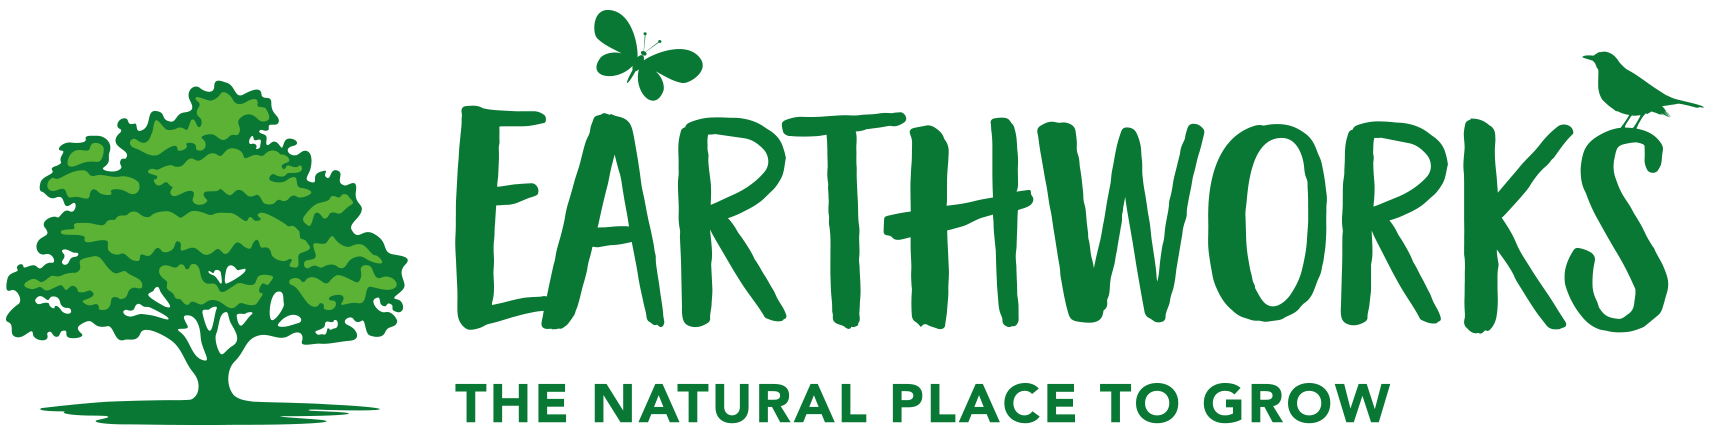 EARTHWORKS
THE NATURAL PLACE TO GROW